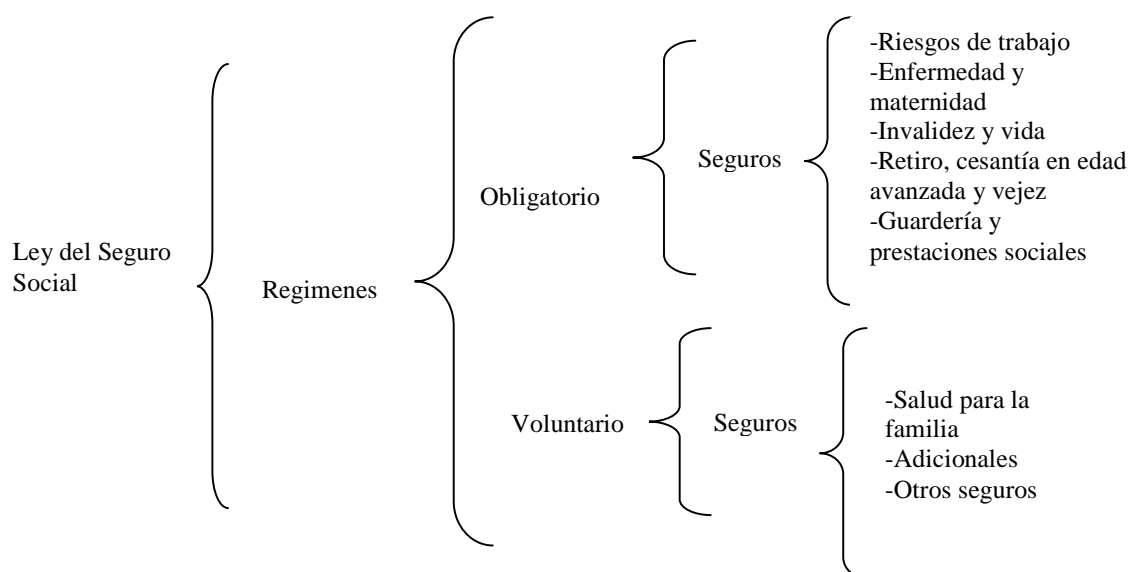 Ley del Seguro
Social
Regimenes
Obligatorio
Seguros
-Riesgos de trabajo
-Enfermedad y
maternidad
-Invalidez y vida
-Retiro, cesantía en edad
avanzada y vejez
-Guardería y
prestaciones sociales
Voluntario
Seguros
-Salud para la
familia
-Adicionales
-Otros seguros